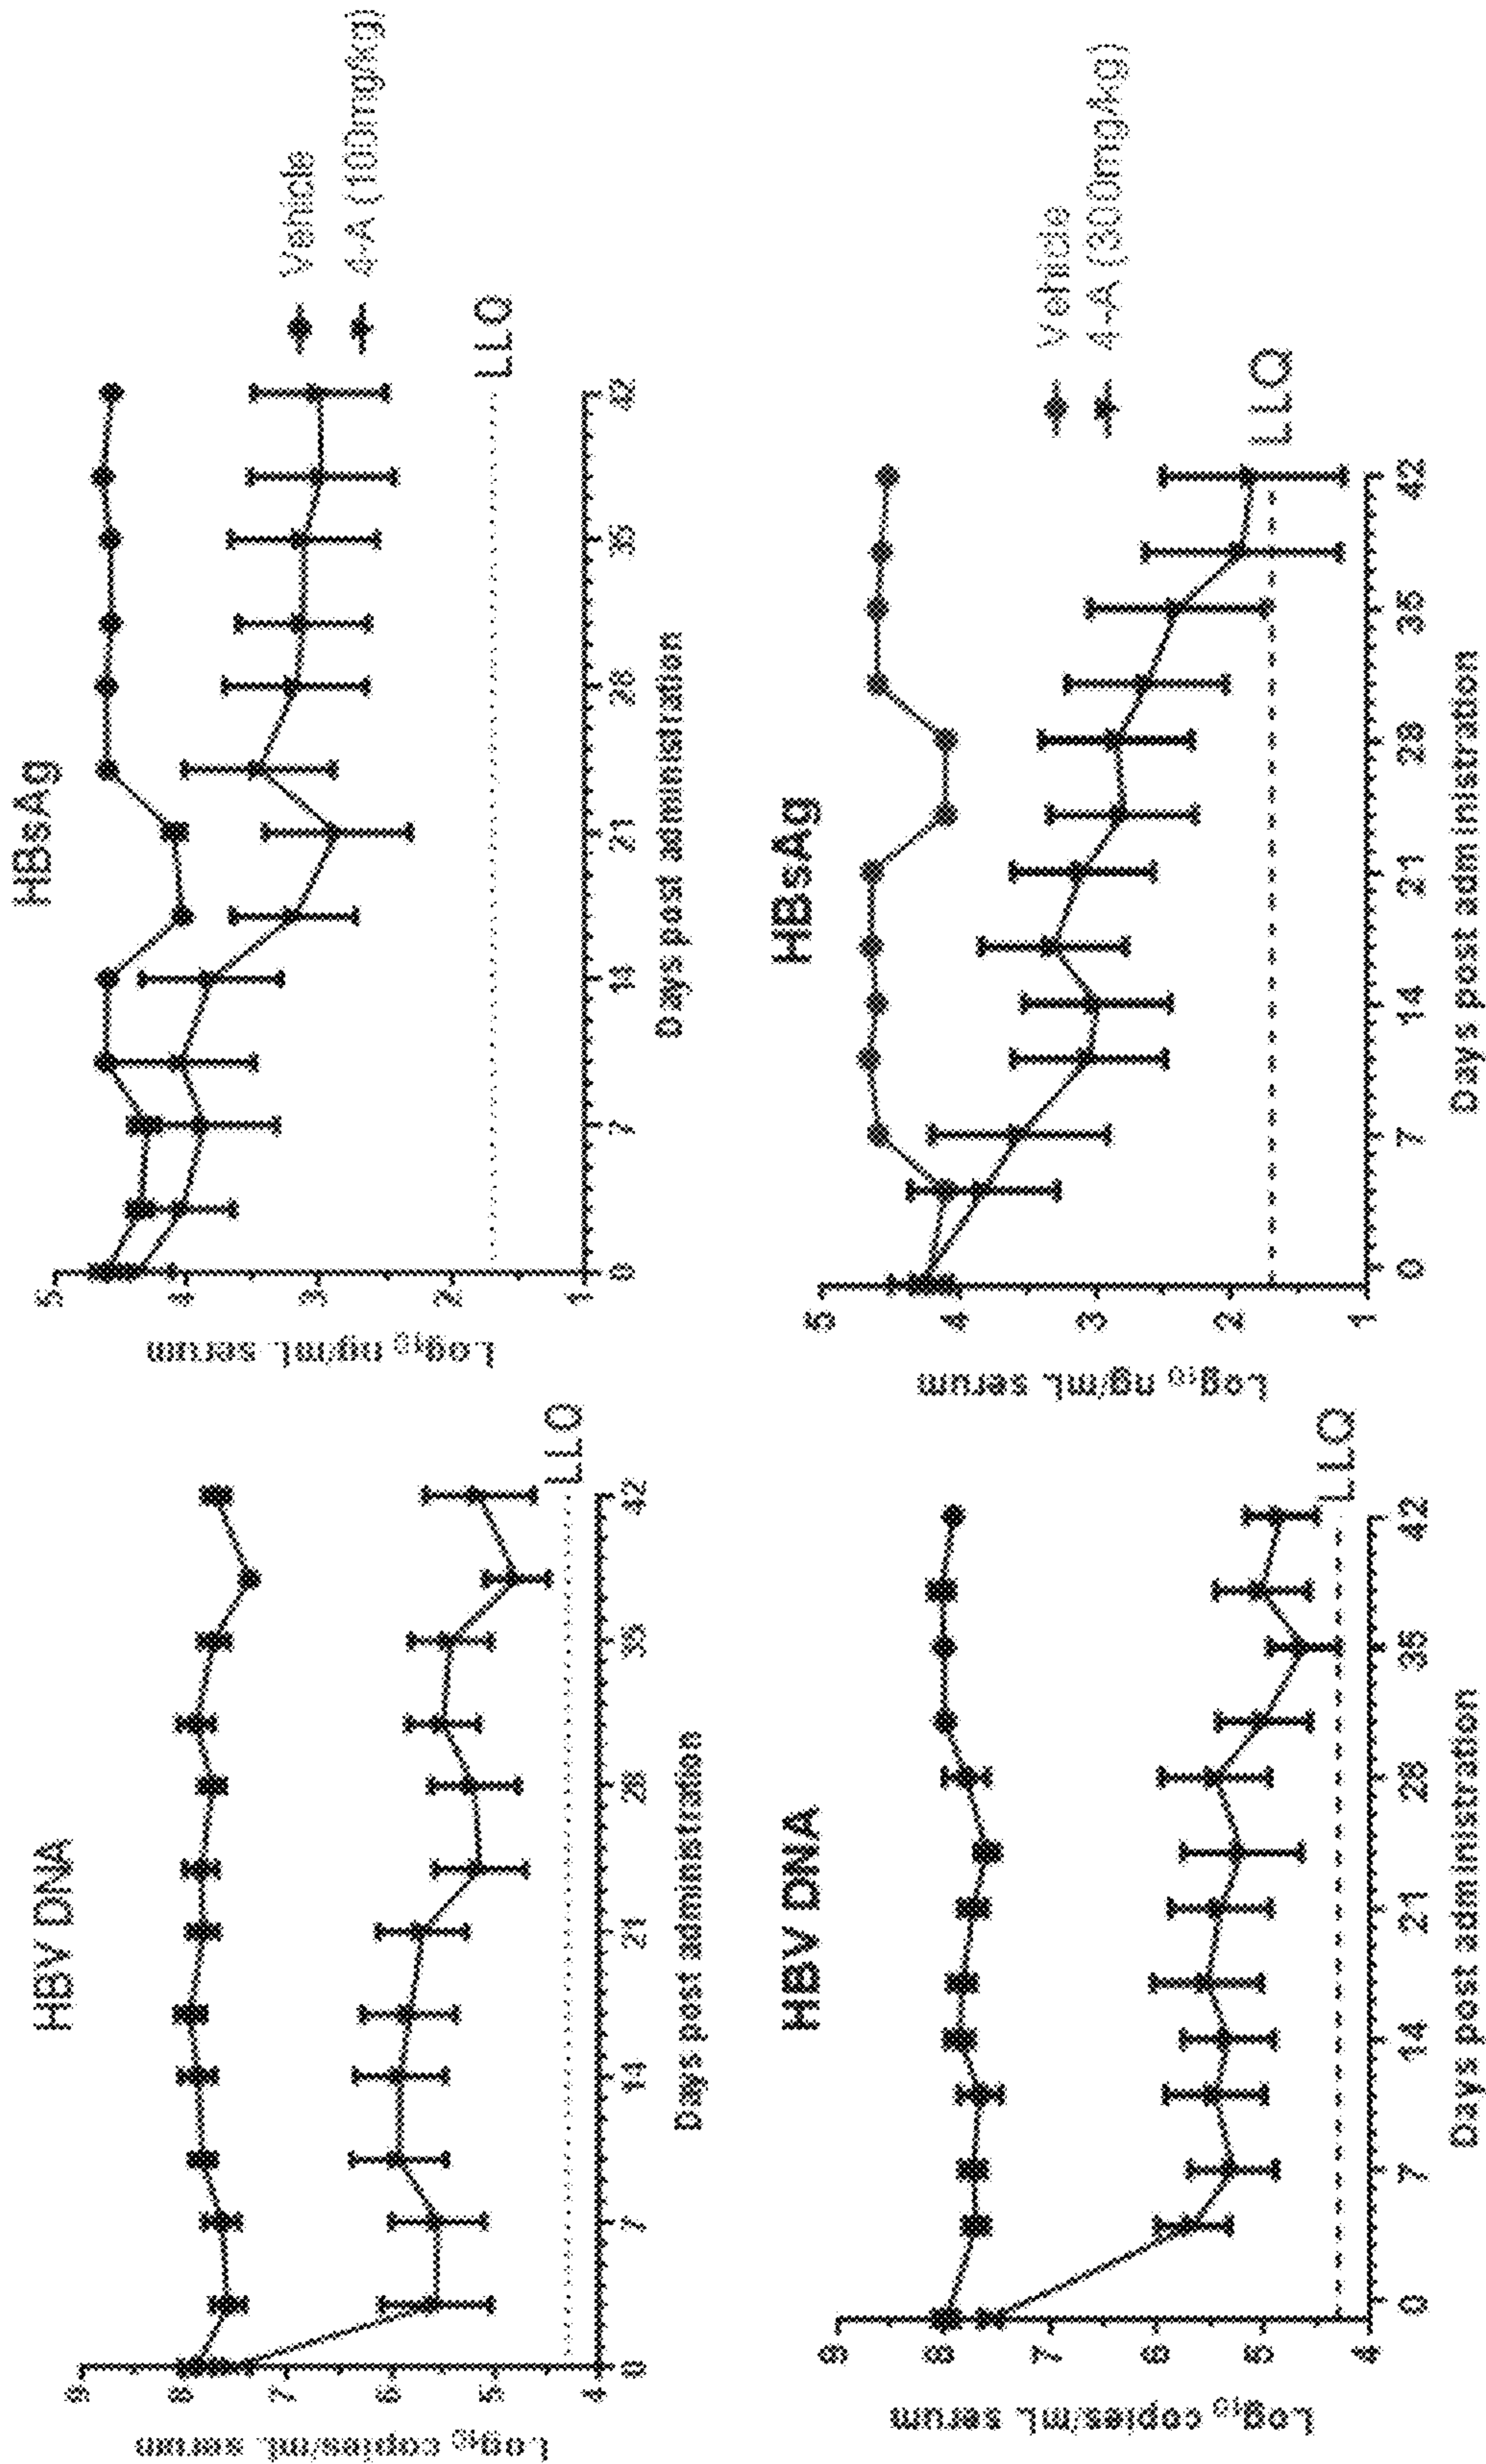 HBV DNA
Log10 copies/mL serum
9
8
7
6
5
4
0
7
14
21
28
35
42
LLQ
Days post administration
HBsAg
Log10 ng/mL serum
5
4
3
2
1
0
7
14
21
28
35
42
LLQ
Days post administration
Vehicle
4-A (100mg/kg)
HBV DNA
Log10 copies/mL serum
9
8
7
6
5
4
0
7
14
21
28
35
42
LLQ
Days post administration
HBsAg
Log10 ng/mL serum
5
4
3
2
1
0
7
14
21
28
35
42
LLQ
Days post administration
Vehicle
4-A (300mg/kg)